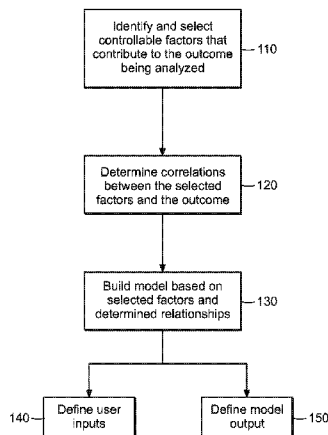 Identify and select
controllable factors that
contribute to the outcome
being analyzed
110
Determine correlations
between the selected
factors and the outcome
120
Build model based on
selected factors and
determined relationships
130
140
Define user
inputs
Define model
output
150